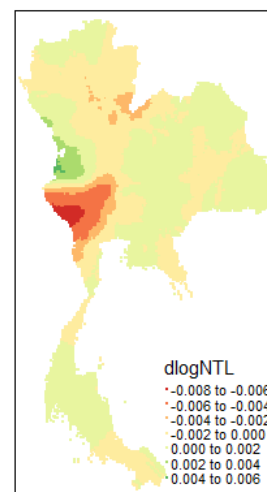 dlogNTL
-0.008 to -0.006
-0.006 to -0.004
-0.004 to -0.002
-0.002 to 0.000
0.000 to 0.002
0.002 to 0.004
0.004 to 0.006